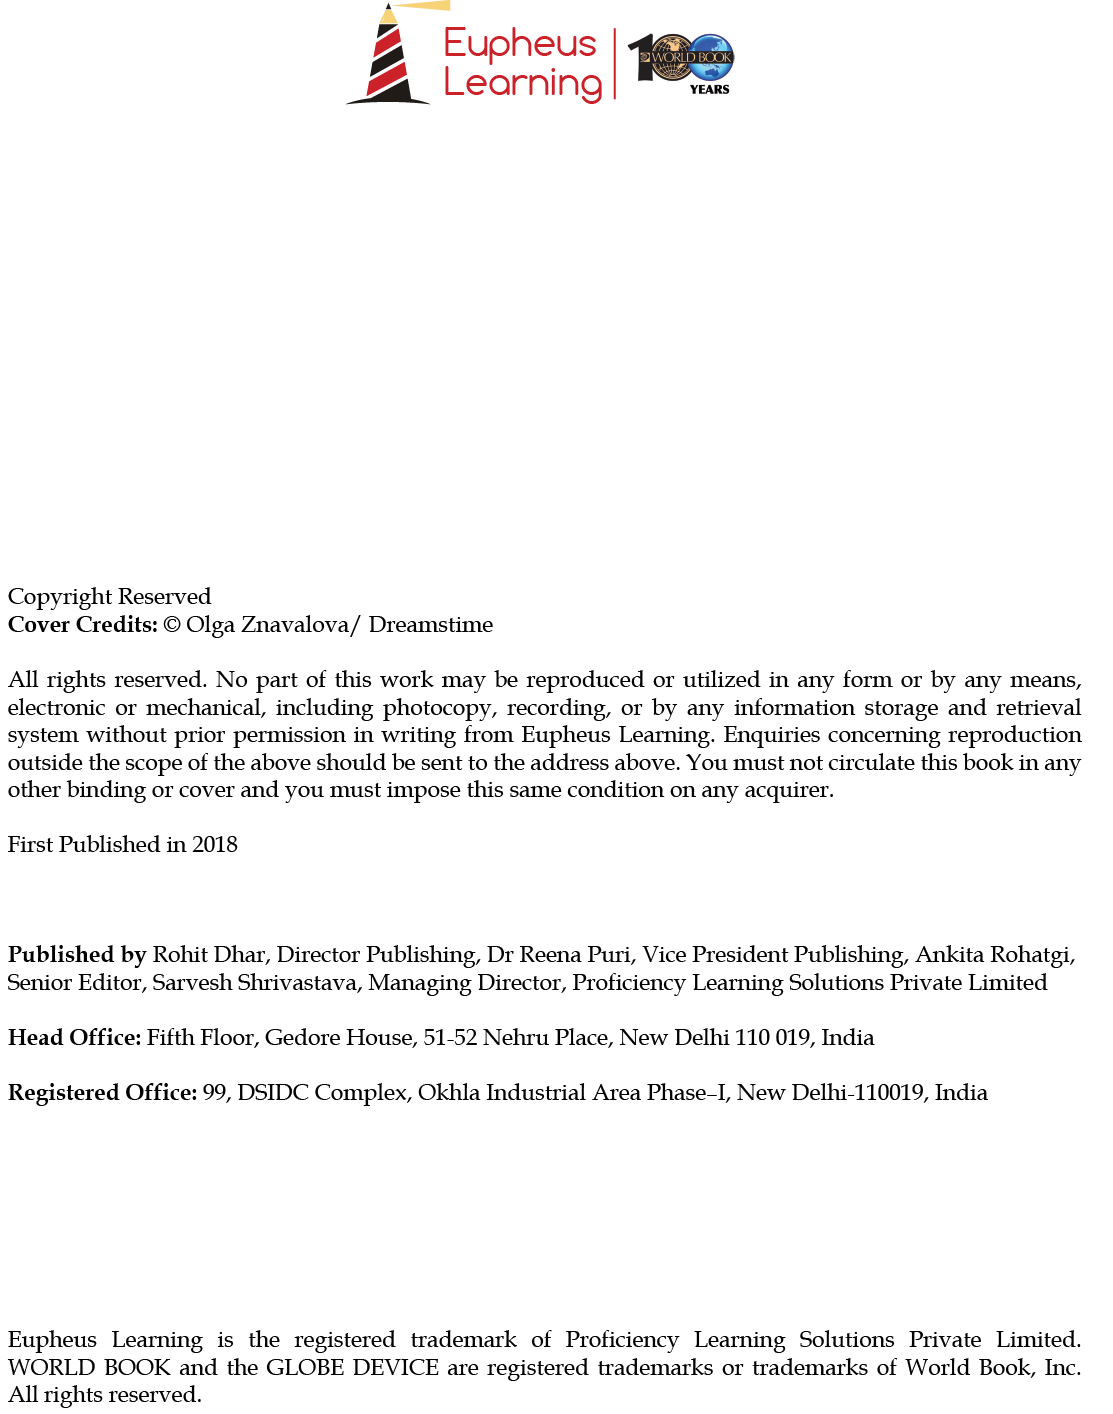 Eupheus
Learning
100
WORLD BOOK
YEARS
Copyright Reserved
Cover Credits: © Olga Znavalova/ Dreamstime
All rights reserved. No part of this work may be reproduced or utilized in any form or by any means,
electronic or mechanical, including photocopy, recording, or by any information storage and retrieval
system without prior permission in writing from Eupheus Learning. Enquiries concerning reproduction
outside the scope of the above should be sent to the address above. You must not circulate this book in any
other binding or cover and you must impose this same condition on any acquirer.
First Published in 2018
Published by Rohit Dhar, Director Publishing, Dr Reena Puri, Vice President Publishing, Ankita Rohatgi,
Senior Editor, Sarvesh Shrivastava, Managing Director, Proficiency Learning Solutions Private Limited
Head Office: Fifth Floor, Gedore House, 51-52 Nehru Place, New Delhi 110 019, India
Registered Office: 99, DSIDC Complex, Okhla Industrial Area Phase–I, New Delhi-110019, India
Eupheus Learning is the registered trademark of Proficiency Learning Solutions Private Limited.
WORLD BOOK and the GLOBE DEVICE are registered trademarks or trademarks of World Book, Inc.
All rights reserved.